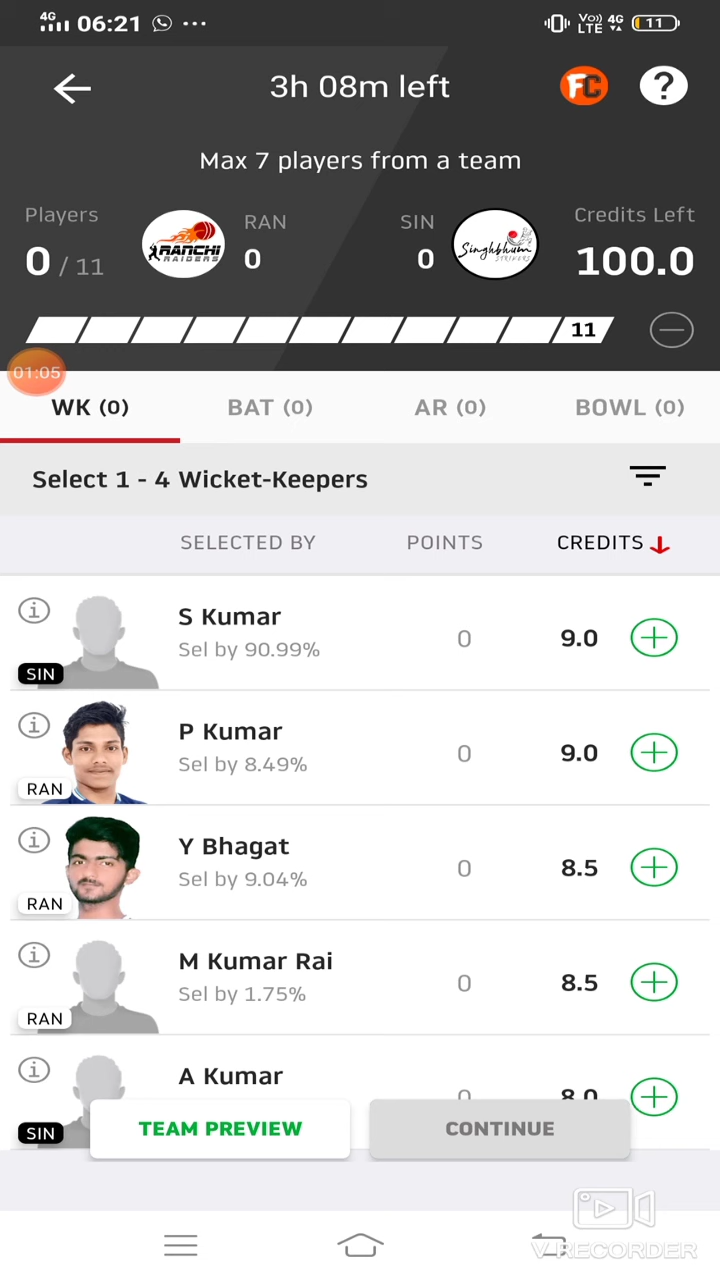 4G 06:21 ...
Vo)) LTE 4G 11
3h 08m left
FC ?
Max 7 players from a team
Players
0 / 11
RANCHI
RAIDERS
RAN
0
SIN
0
Singhbhum
STRIKERS
Credits Left
100.0
11
01:05
WK (0) BAT (0) AR (0) BOWL (0)
Select 1 - 4 Wicket-Keepers
SELECTED BY POINTS CREDITS
S Kumar
Sel by 90.99%
0 9.0
SIN
P Kumar
Sel by 8.49%
0 9.0
RAN
Y Bhagat
Sel by 9.04%
0 8.5
RAN
M Kumar Rai
Sel by 1.75%
0 8.5
RAN
A Kumar
0 8.0
SIN
TEAM PREVIEW CONTINUE
V RECORDER